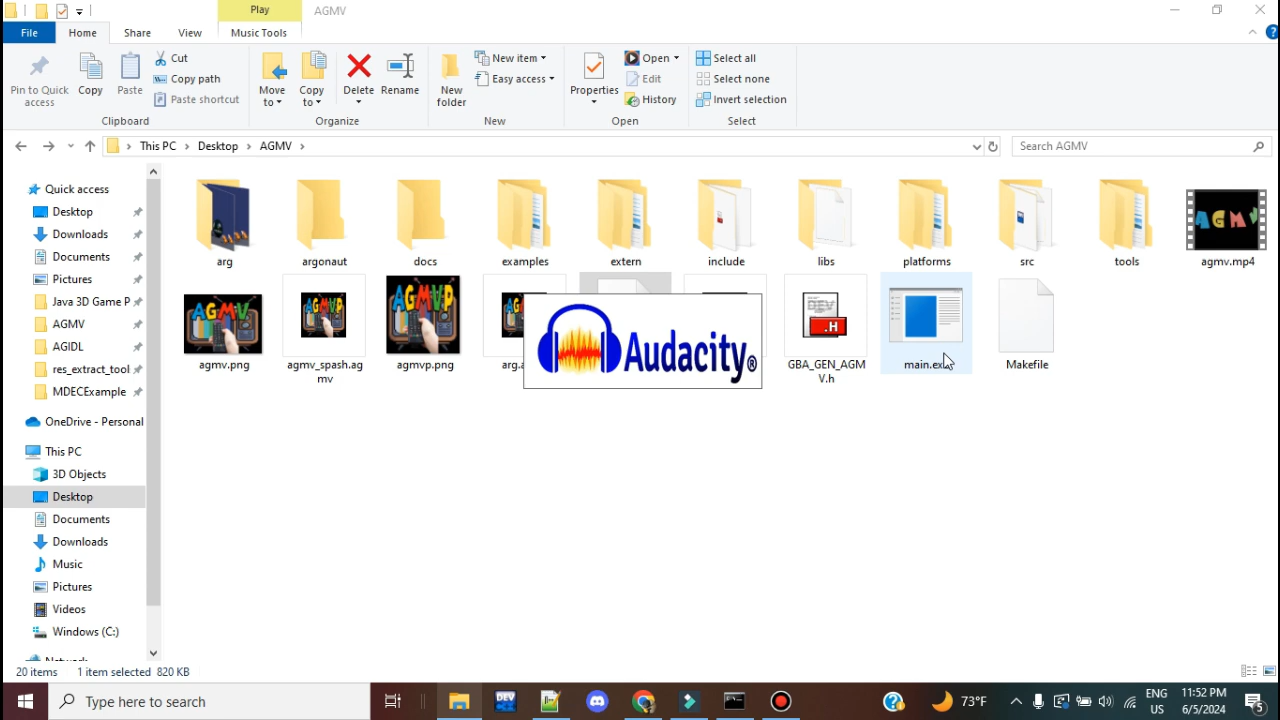 Play
AGMV
File
Home
Share
View
Music Tools
Pin to Quick access
Copy
Paste
Cut
Copy path
Paste shortcut
Clipboard
Move to
Copy to
Delete
Rename
Organize
New folder
New item
Easy access
New
Properties
Open
Edit
History
Open
Select all
Select none
Invert selection
Select
This PC
Desktop
AGMV
Search AGMV
Quick access
Desktop
Downloads
Documents
Pictures
Java 3D Game P
AGMV
AGIDL
res_extract_tool
MDECExample
OneDrive - Personal
This PC
3D Objects
Desktop
Documents
Downloads
Music
Pictures
Videos
Windows (C:)
arg
argonaut
docs
examples
extern
include
libs
platforms
src
tools
agmv.mp4
agmv.png
agmv_spash.ag
mv
agmvp.png
Audacity®
GBA_GEN_AGM
V.h
Makefile
20 items
1 item selected
820 KB
Type here to search
73°F
ENG
US
11:52 PM
6/5/2024
5